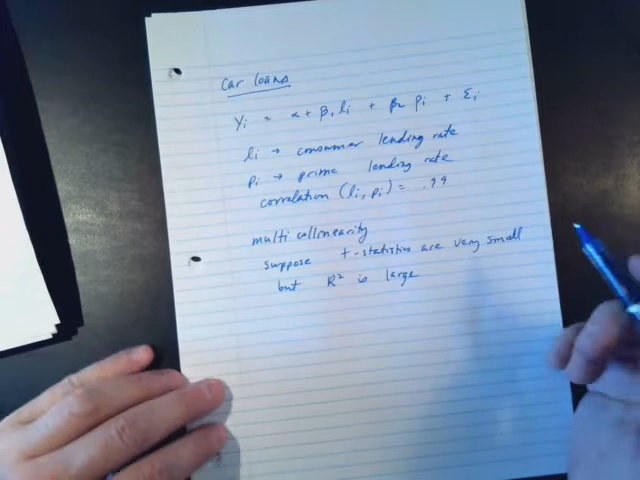 Car loans
Yi = α + β1 li + β2 pi + εi
li → consumer lending rate
pi → prime lending rate
correlation (li, pi) = .99
multicollinearity
suppose t-statistics are very small
but R² is large